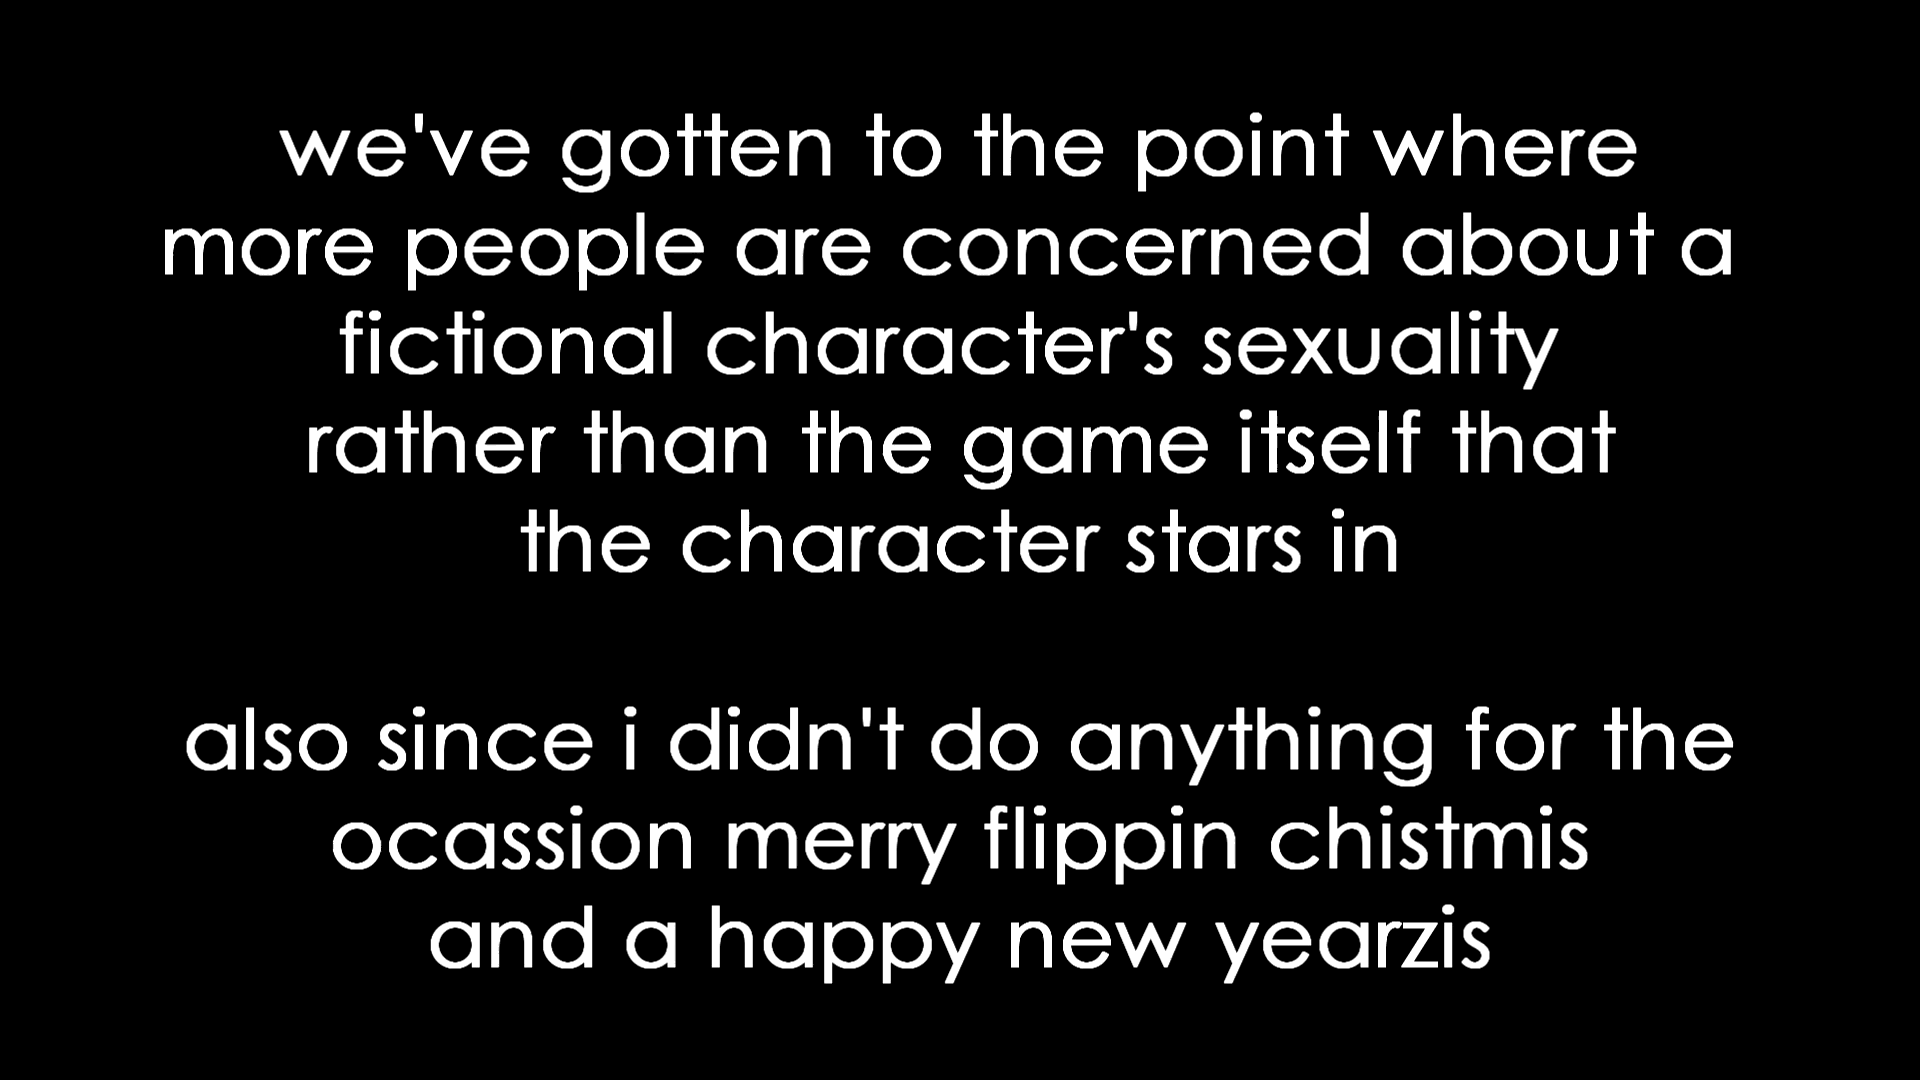 we've gotten to the point where
more people are concerned about a
fictional character's sexuality
rather than the game itself that
the character stars in
also since i didn't do anything for the
ocassion merry flippin chistmis
and a happy new yearzis